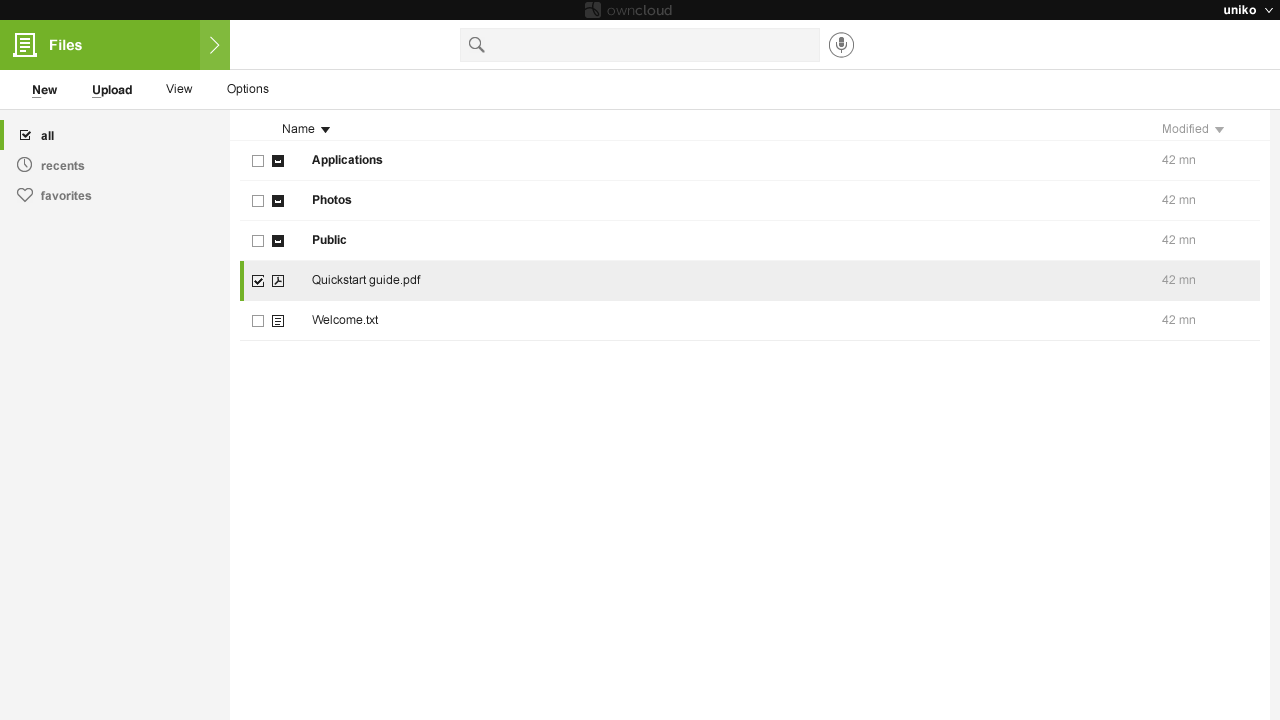 owncloud
uniko
Files
New Upload View Options
all
recents
favorites
Name Modified
Applications 42 mn
Photos 42 mn
Public 42 mn
Quickstart guide.pdf 42 mn
Welcome.txt 42 mn